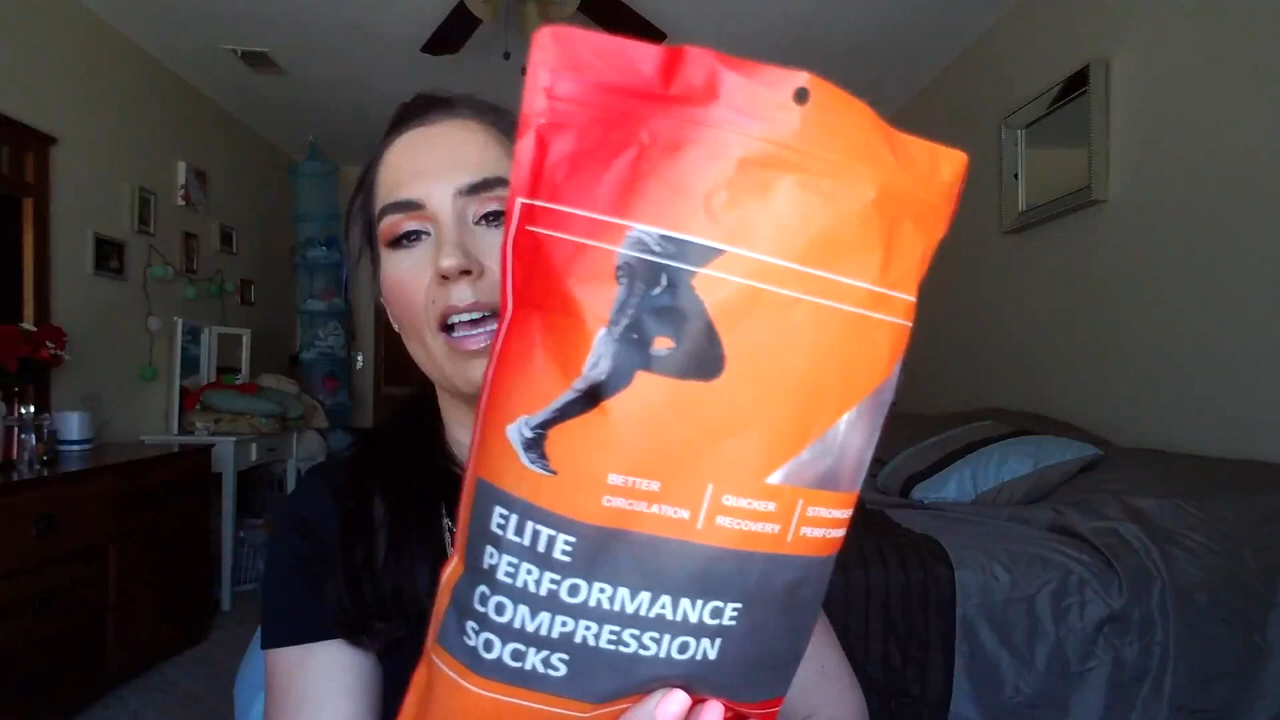 BETTER
CIRCULATION
QUICKER
RECOVERY
ELITE
PERFORMANCE
COMPRESSION
SOCKS